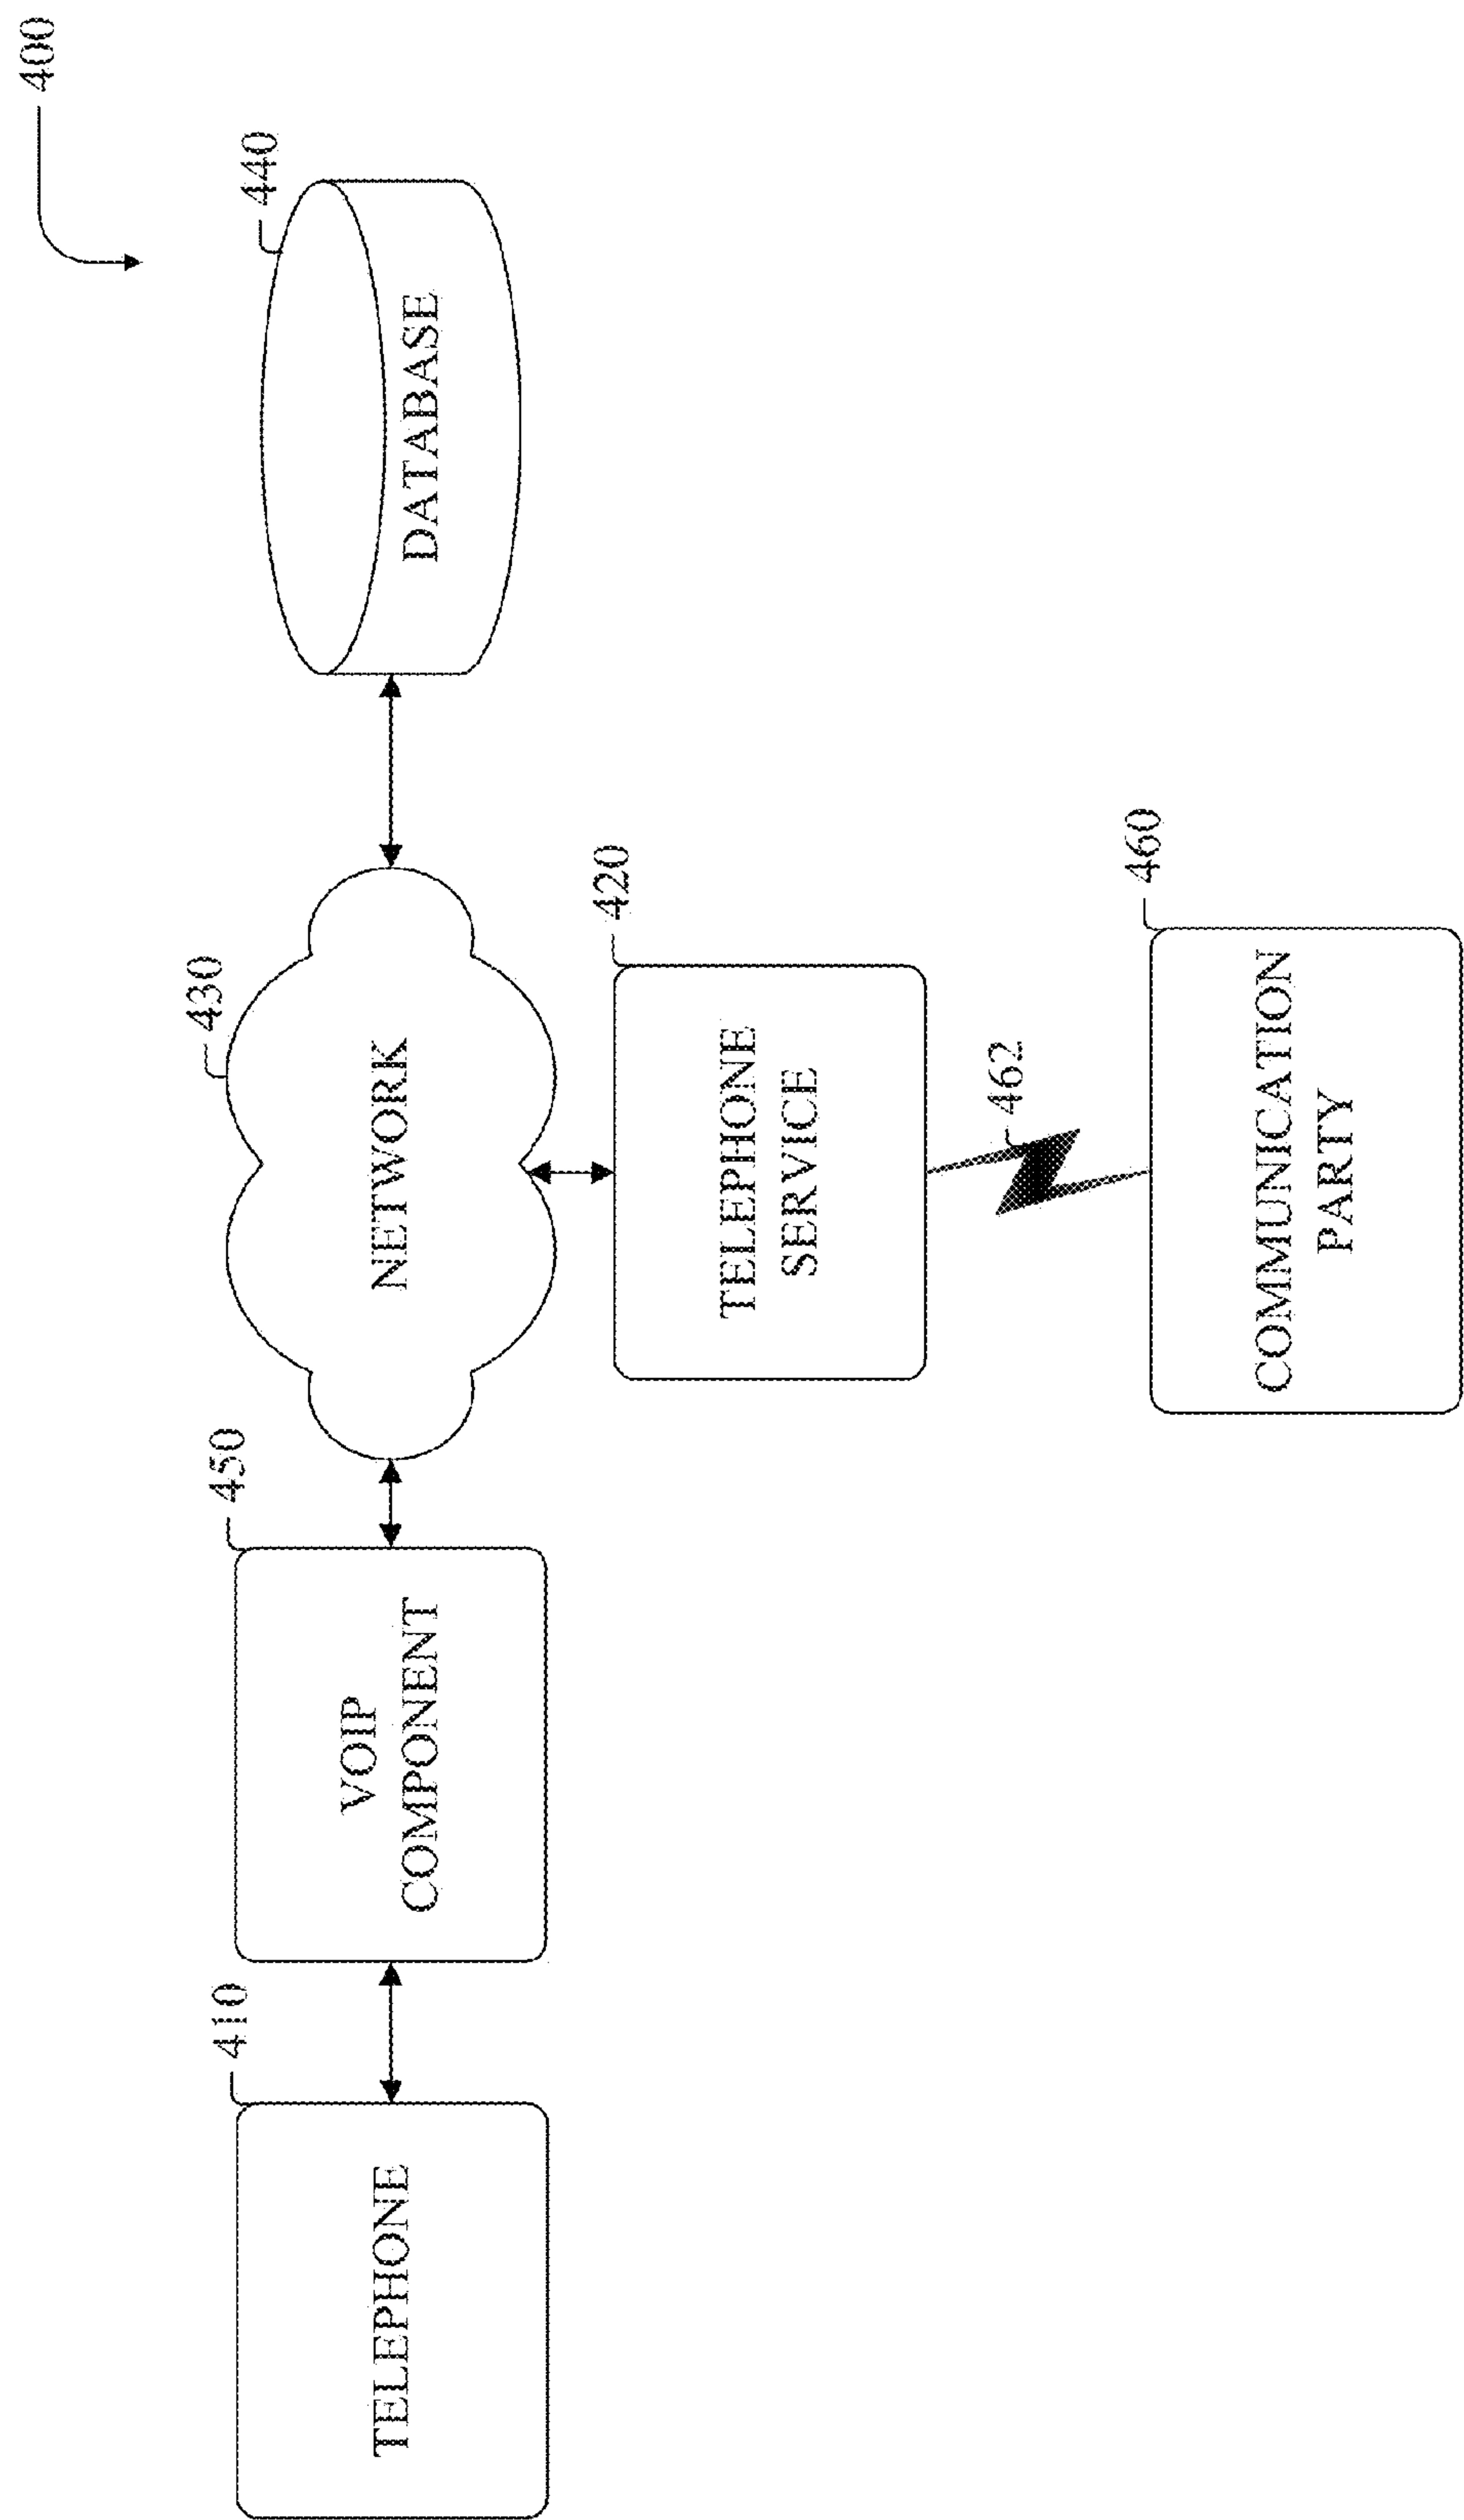 400
440
DATABASE
430
NETWORK
450
VOIP
COMPONENT
410
TELEPHONE
420
TELEPHONE
SERVICE
462
460
COMMUNICATION
PARTY